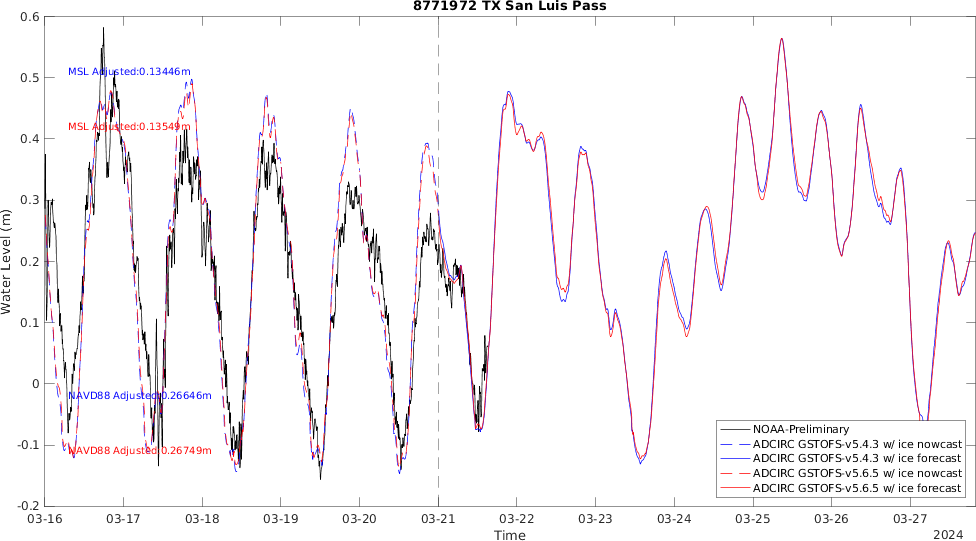 8771972 TX San Luis Pass
0.6
0.5
0.4
0.3
0.2
0.1
0
-0.1
-0.2
Water Level (m)
MSL Adjusted:0.13446m
MSL Adjusted:0.13549m
NAVD88 Adjusted:0.26646m
NAVD88 Adjusted:0.26749m
NOAA-Preliminary
ADCIRC GSTOFS-v5.4.3 w/ ice nowcast
ADCIRC GSTOFS-v5.4.3 w/ ice forecast
ADCIRC GSTOFS-v5.6.5 w/ ice nowcast
ADCIRC GSTOFS-v5.6.5 w/ ice forecast
03-16 03-17 03-18 03-19 03-20 03-21 03-22 03-23 03-24 03-25 03-26 03-27
Time
2024